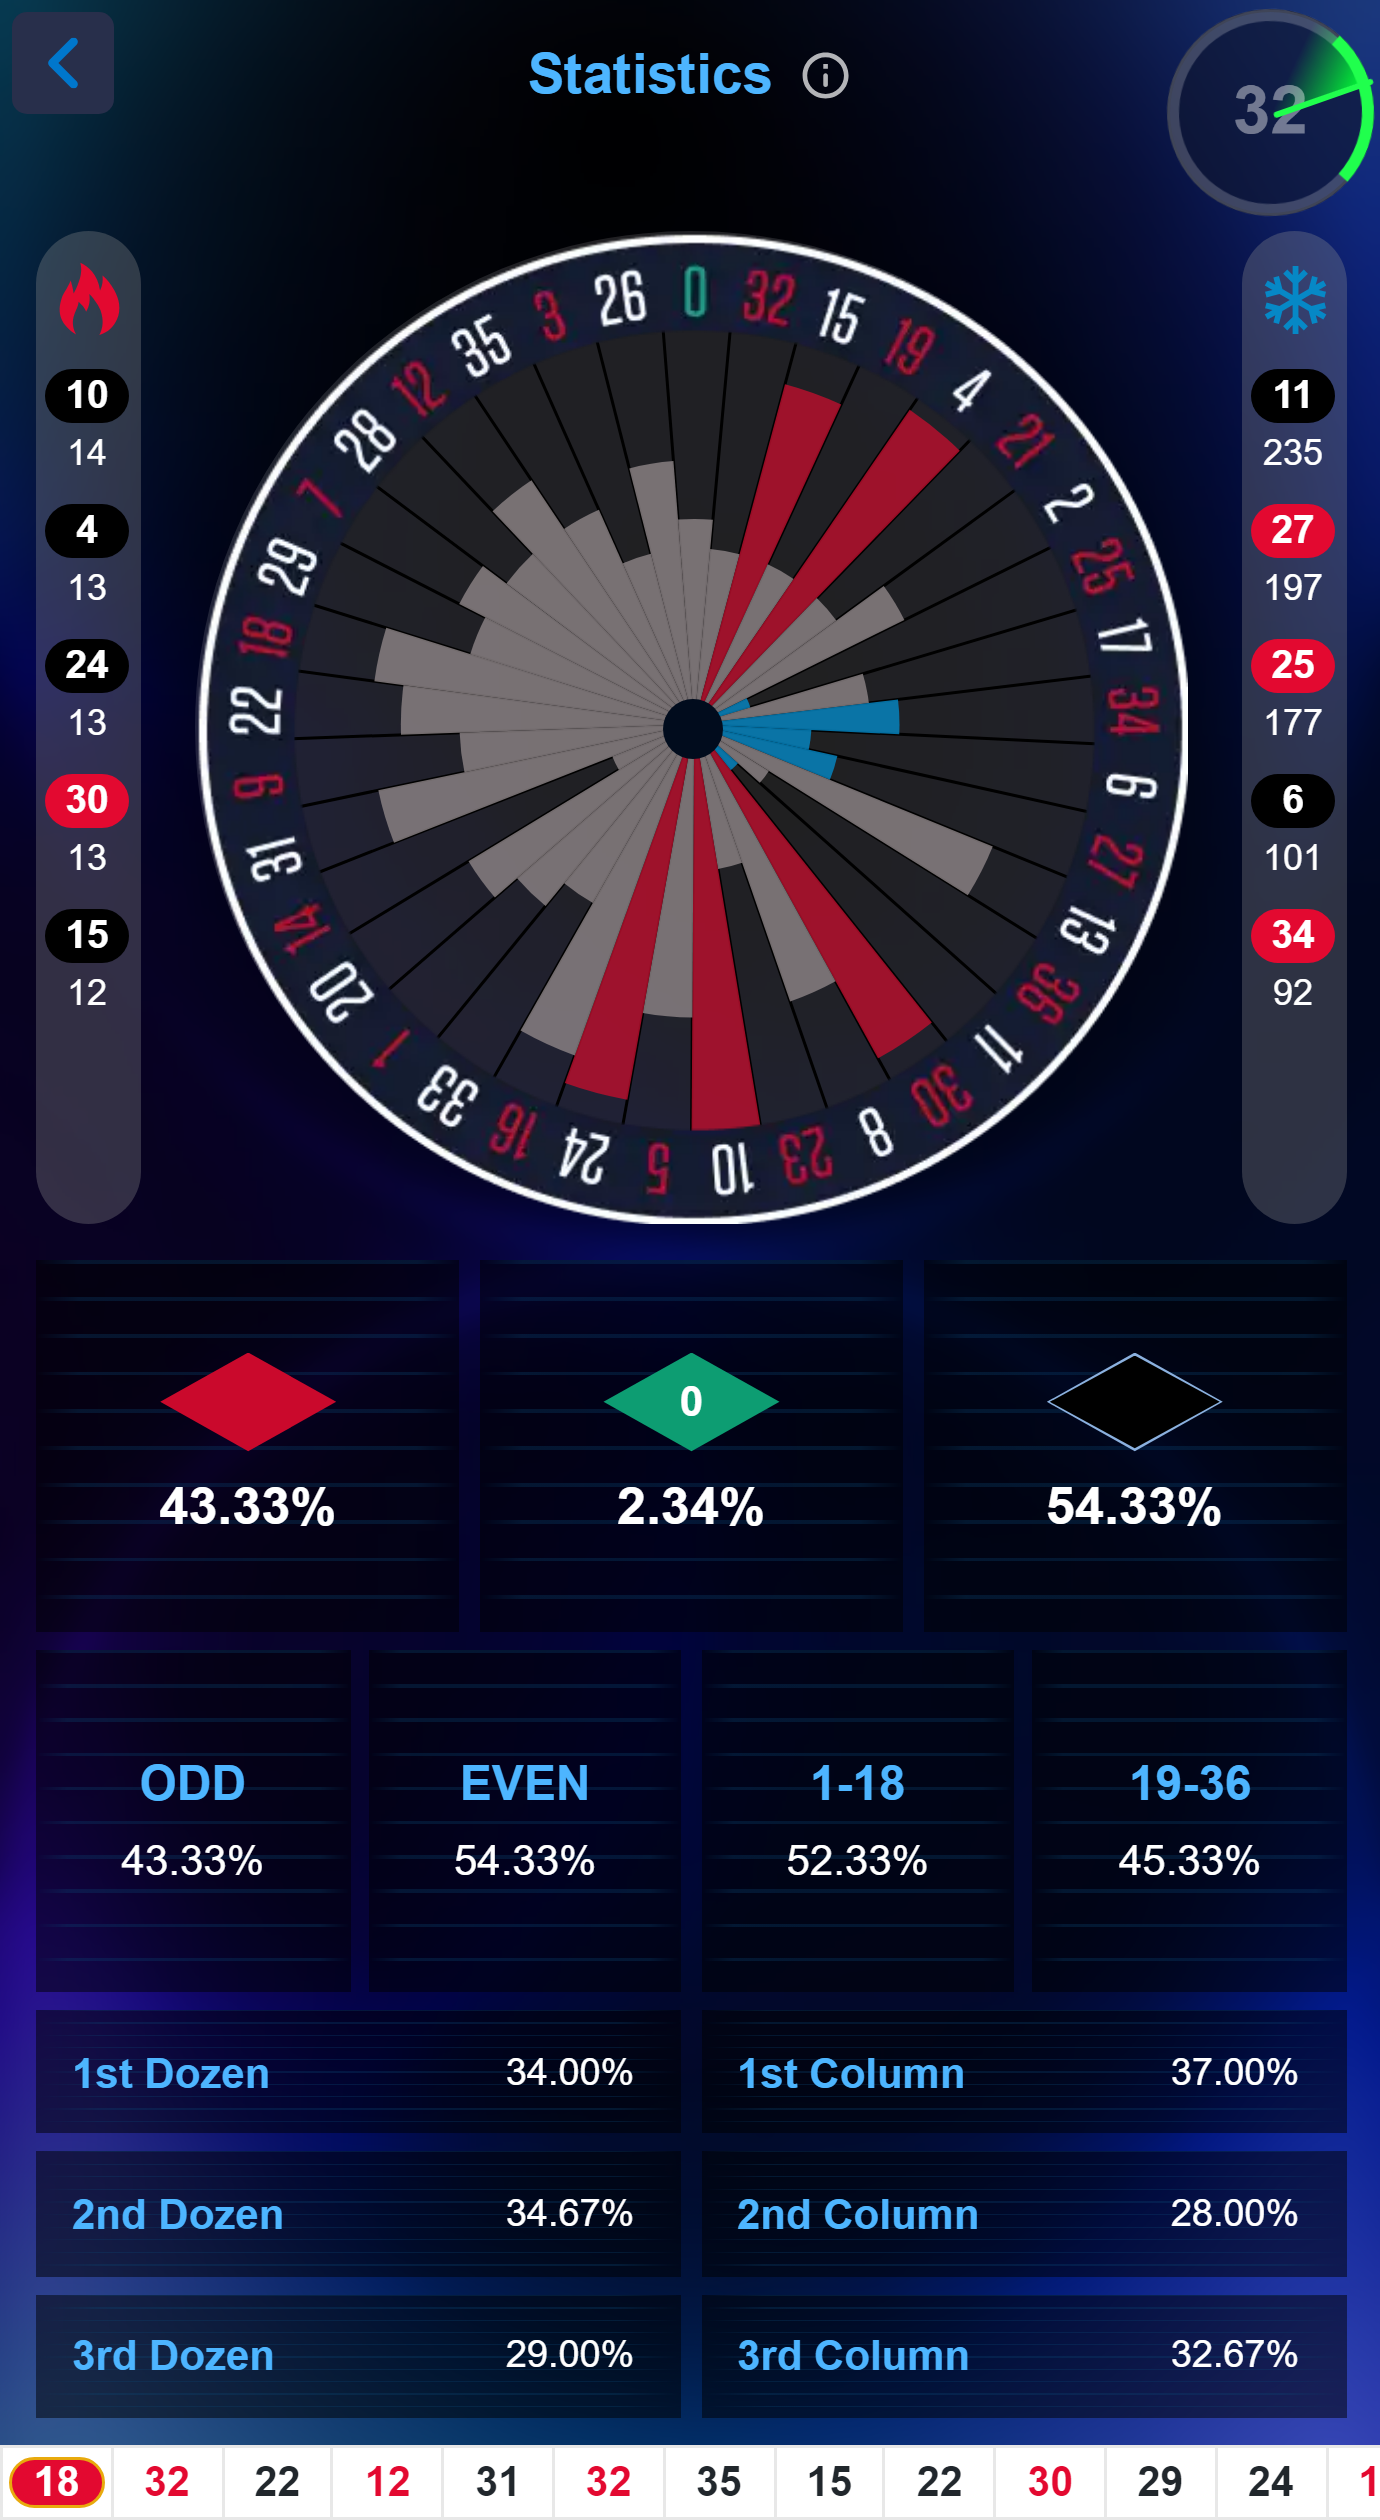 Statistics
32
0 32 15 19 4 21 2 25 17 34 6 27 13 36 11 30 8 23 10 5 24 16 33 1 20 14 31 9 22 18 29 7 28 12 35 3 26
10
14
4
13
24
13
30
13
15
12
11
235
27
197
25
177
6
101
34
92
0
43.33% 2.34% 54.33%
ODD EVEN 1-18 19-36
43.33% 54.33% 52.33% 45.33%
1st Dozen 34.00% 1st Column 37.00%
2nd Dozen 34.67% 2nd Column 28.00%
3rd Dozen 29.00% 3rd Column 32.67%
18 32 22 12 31 32 35 15 22 30 29 24